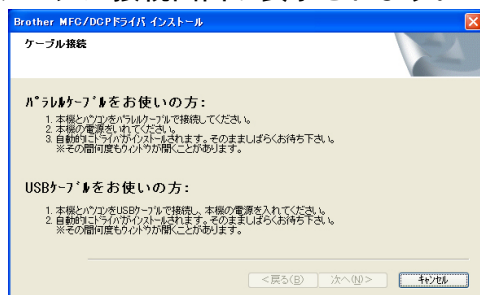 Brother MFC/DCPドライバ インストール
ケーブル接続
パラレルケーブルをお使いの方:
1. 本機とパソコンをパラレルケーブルで接続してください。
2. 本機の電源をいれてください。
3. 自動的にドライバがインストールされます。そのまましばらくお待ち下さい。
※その間何度もウィンドウが開くことがあります。
USBケーブルをお使いの方:
1. 本機とパソコンをUSBケーブルで接続し、本機の電源を入れてください。
2. 自動的にドライバがインストールされます。そのまましばらくお待ち下さい。
※その間何度もウィンドウが開くことがあります。
<戻る(B) 次へ(N)> キャンセル